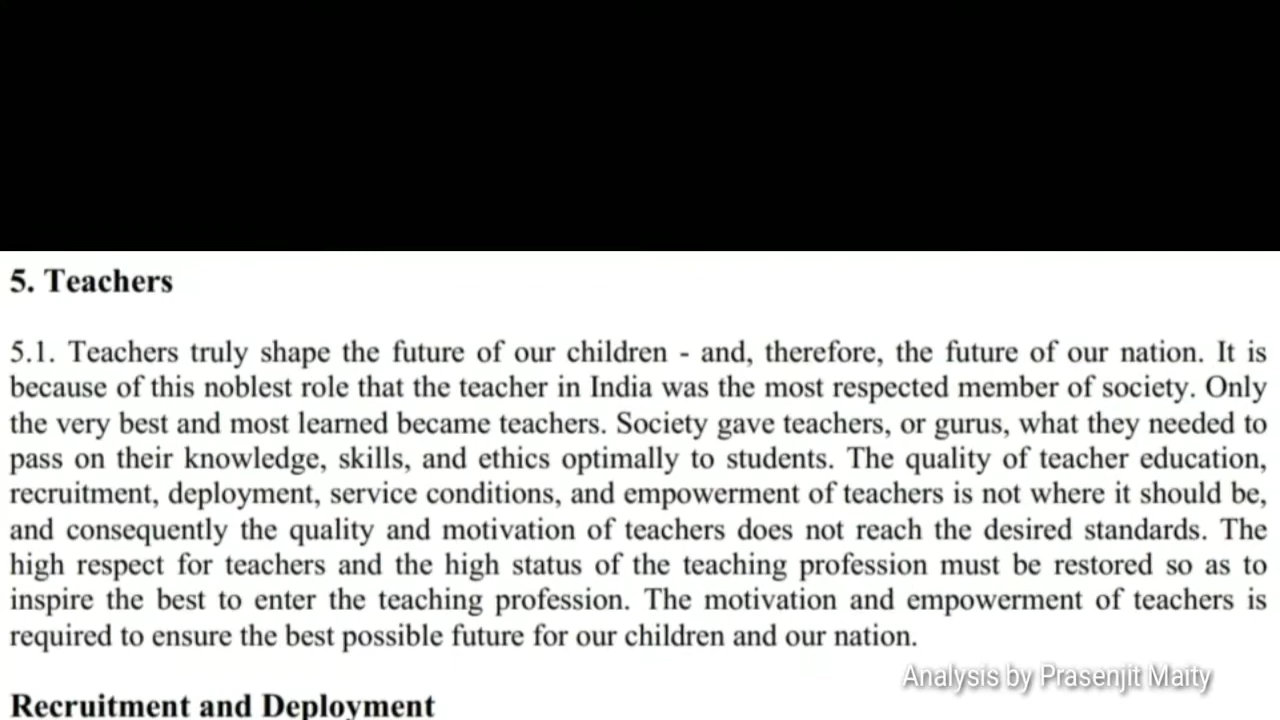 5. Teachers
5.1. Teachers truly shape the future of our children - and, therefore, the future of our nation. It is
because of this noblest role that the teacher in India was the most respected member of society. Only
the very best and most learned became teachers. Society gave teachers, or gurus, what they needed to
pass on their knowledge, skills, and ethics optimally to students. The quality of teacher education,
recruitment, deployment, service conditions, and empowerment of teachers is not where it should be,
and consequently the quality and motivation of teachers does not reach the desired standards. The
high respect for teachers and the high status of the teaching profession must be restored so as to
inspire the best to enter the teaching profession. The motivation and empowerment of teachers is
required to ensure the best possible future for our children and our nation.
Analysis by Prasenjit Maity
Recruitment and Deployment